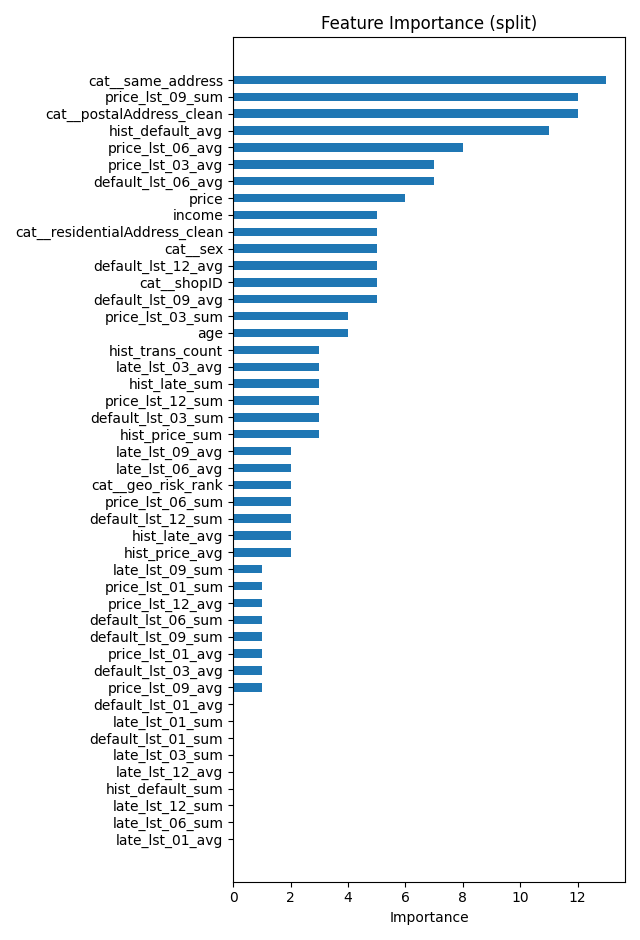 Feature Importance (split)
cat__same_address
price_lst_09_sum
cat__postalAddress_clean
hist_default_avg
price_lst_06_avg
price_lst_03_avg
default_lst_06_avg
price
income
cat__residentialAddress_clean
cat__sex
default_lst_12_avg
cat__shopID
default_lst_09_avg
price_lst_03_sum
age
hist_trans_count
late_lst_03_avg
hist_late_sum
price_lst_12_sum
default_lst_03_sum
hist_price_sum
late_lst_09_avg
late_lst_06_avg
cat__geo_risk_rank
price_lst_06_sum
default_lst_12_sum
hist_late_avg
hist_price_avg
late_lst_09_sum
price_lst_01_sum
price_lst_12_avg
default_lst_06_sum
default_lst_09_sum
price_lst_01_avg
default_lst_03_avg
price_lst_09_avg
default_lst_01_avg
late_lst_01_sum
default_lst_01_sum
late_lst_03_sum
late_lst_12_avg
hist_default_sum
late_lst_12_sum
late_lst_06_sum
late_lst_01_avg
0 2 4 6 8 10 12
Importance